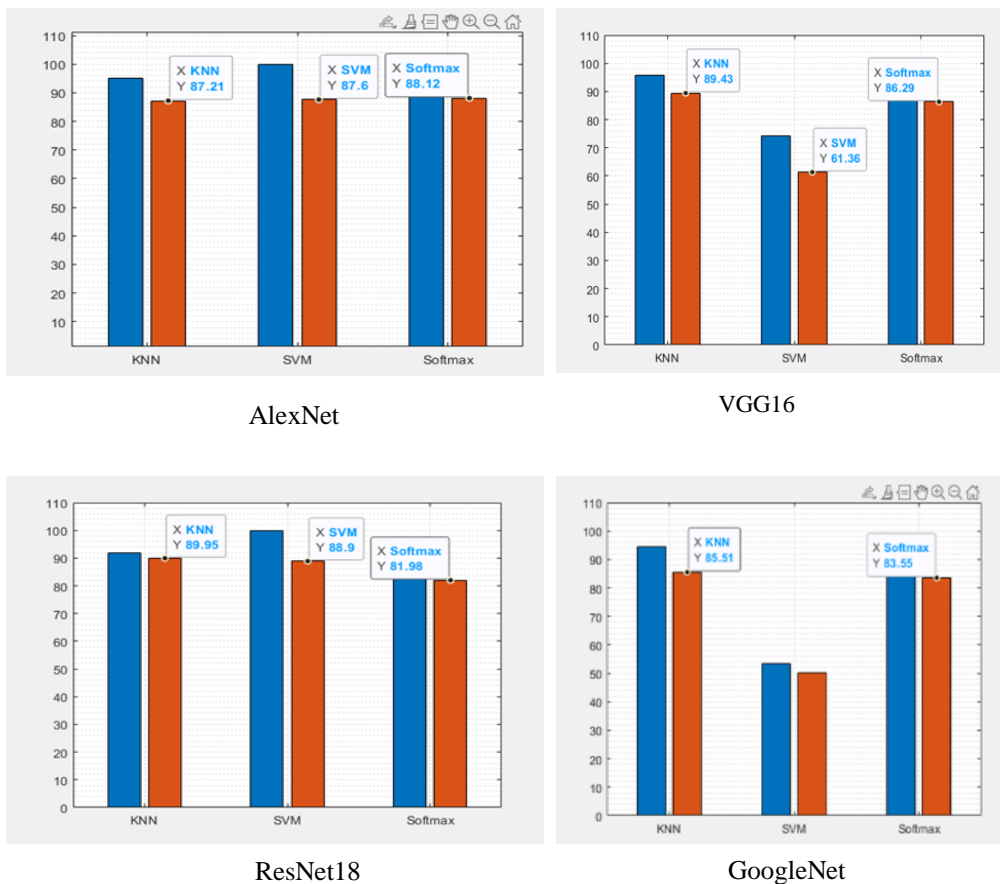 110
100
90
80
70
60
50
40
30
20
10
X KNN
Y 87.21
X SVM
Y 87.6
X Softmax
Y 88.12
KNN SVM Softmax
AlexNet
110
100
90
80
70
60
50
40
30
20
10
0
X KNN
Y 89.43
X SVM
Y 61.36
X Softmax
Y 86.29
KNN SVM Softmax
VGG16
110
100
90
80
70
60
50
40
30
20
10
0
X KNN
Y 89.95
X SVM
Y 88.9
X Softmax
Y 81.98
KNN SVM Softmax
ResNet18
110
100
90
80
70
60
50
40
30
20
10
0
X KNN
Y 85.51
X Softmax
Y 83.55
KNN SVM Softmax
GoogleNet